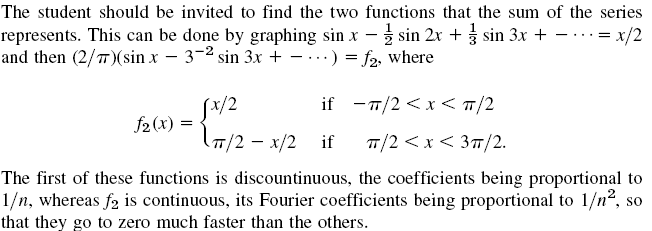 The student should be invited to find the two functions that the sum of the series
represents. This can be done by graphing sin x − 1/2 sin 2x + 1/3 sin 3x + − ··· = x/2
and then (2/π)(sin x − 3⁻² sin 3x + − ···) = f₂, where
f₂(x) = { x/2 if −π/2 < x < π/2
π/2 − x/2 if π/2 < x < 3π/2.
The first of these functions is discountinuous, the coefficients being proportional to
1/n, whereas f₂ is continuous, its Fourier coefficients being proportional to 1/n², so
that they go to zero much faster than the others.